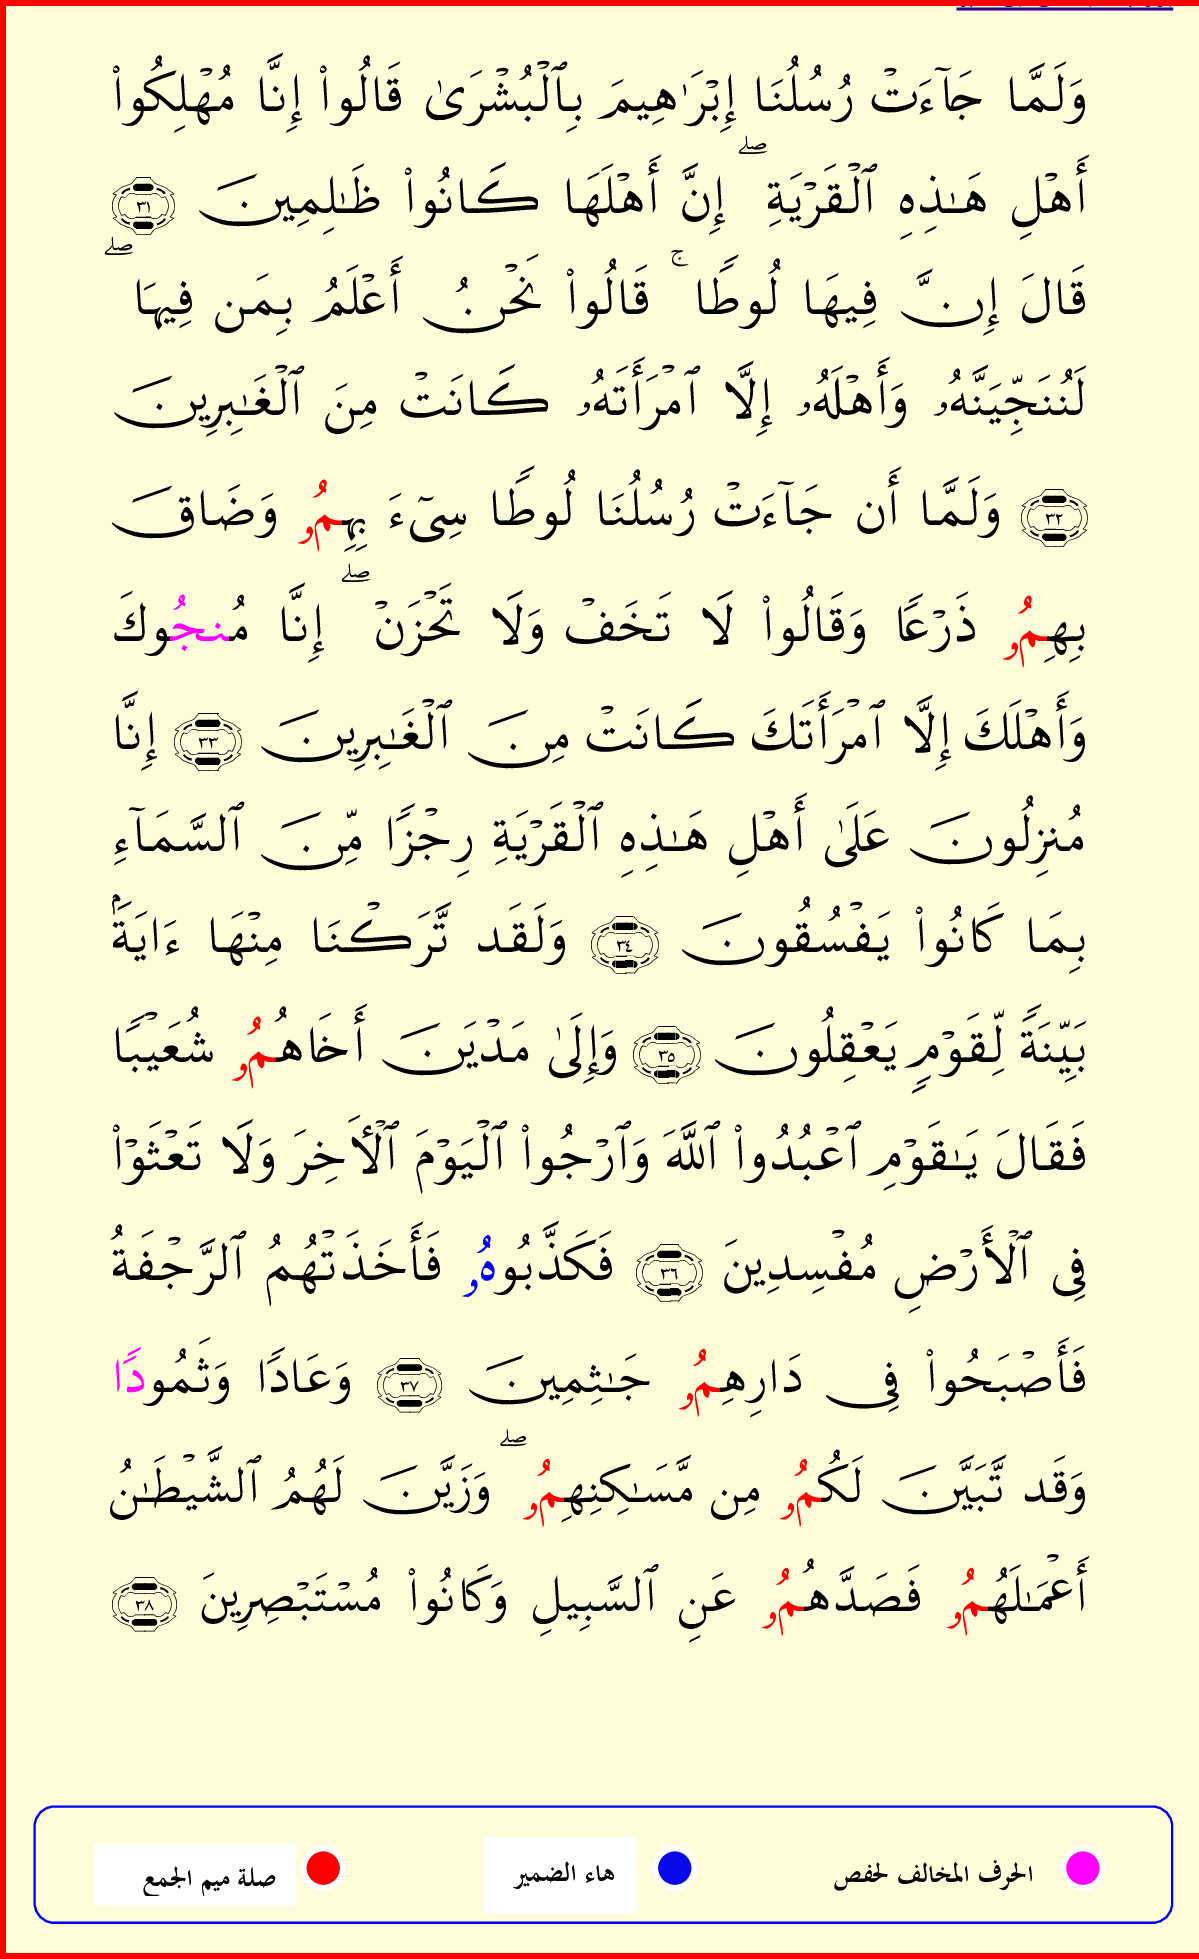 وَلَمَّا جَآءَتْ رُسُلُنَا إِبْرَٰهِيمَ بِٱلْبُشْرَىٰ قَالُوا۟ إِنَّا مُهْلِكُوا۟
أَهْلِ هَـٰذِهِ ٱلْقَرْيَةِ ۖ إِنَّ أَهْلَهَا كَانُوا۟ ظَـٰلِمِينَ ٣١
قَالَ إِنَّ فِيهَا لُوطًا ۚ قَالُوا۟ نَحْنُ أَعْلَمُ بِمَن فِيهَا ۖ
لَنُنَجِّيَنَّهُۥ وَأَهْلَهُۥ إِلَّا ٱمْرَأَتَهُۥ كَانَتْ مِنَ ٱلْغَـٰبِرِينَ
٣٢ وَلَمَّا أَن جَآءَتْ رُسُلُنَا لُوطًا سِىٓءَ بِهِمُۥ وَضَاقَ
بِهِمُۥ ذَرْعًا وَقَالُوا۟ لَا تَخَفْ وَلَا تَحْزَنْ ۖ إِنَّا مُنجُوكَ
وَأَهْلَكَ إِلَّا ٱمْرَأَتَكَ كَانَتْ مِنَ ٱلْغَـٰبِرِينَ ٣٣ إِنَّا
مُنزِلُونَ عَلَىٰ أَهْلِ هَـٰذِهِ ٱلْقَرْيَةِ رِجْزًا مِّنَ ٱلسَّمَآءِ
بِمَا كَانُوا۟ يَفْسُقُونَ ٣٤ وَلَقَد تَّرَكْنَا مِنْهَا ءَايَةَۢ
بَيِّنَةً لِّقَوْمٍ يَعْقِلُونَ ٣٥ وَإِلَىٰ مَدْيَنَ أَخَاهُمُۥ شُعَيْبًا
فَقَالَ يَـٰقَوْمِ ٱعْبُدُوا۟ ٱللَّهَ وَٱرْجُوا۟ ٱلْيَوْمَ ٱلْـَٔاخِرَ وَلَا تَعْثَوْا۟
فِى ٱلْأَرْضِ مُفْسِدِينَ ٣٦ فَكَذَّبُوهُۥ فَأَخَذَتْهُمُ ٱلرَّجْفَةُ
فَأَصْبَحُوا۟ فِى دَارِهِمُۥ جَـٰثِمِينَ ٣٧ وَعَادًا وَثَمُودًا
وَقَد تَّبَيَّنَ لَكُمُۥ مِن مَّسَـٰكِنِهِمُۥ ۖ وَزَيَّنَ لَهُمُ ٱلشَّيْطَـٰنُ
أَعْمَـٰلَهُمُۥ فَصَدَّهُمُۥ عَنِ ٱلسَّبِيلِ وَكَانُوا۟ مُسْتَبْصِرِينَ ٣٨
الحرف المخالف لحفص هاء الضمير صلة ميم الجمع